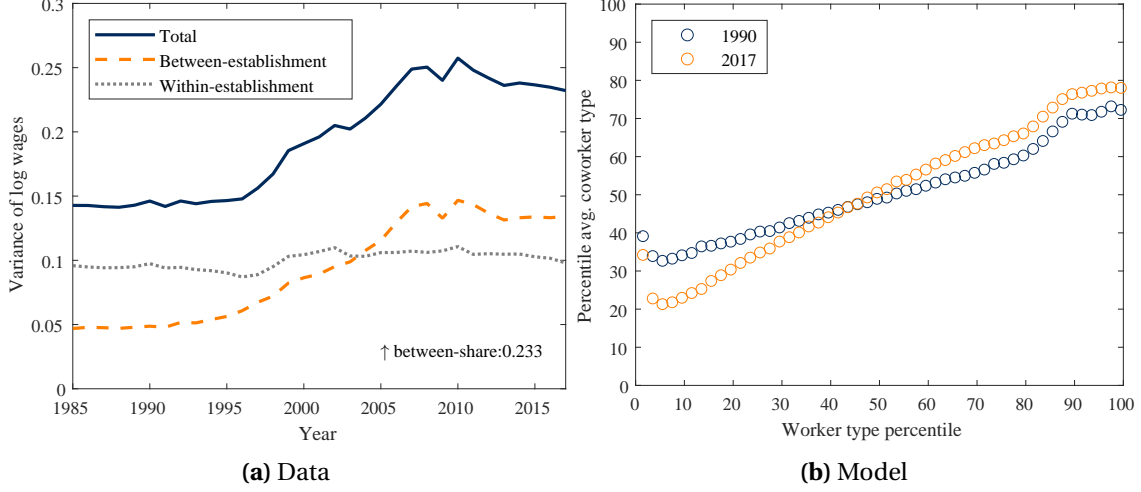 0.3
0.25
0.2
0.15
0.1
0.05
0
Variance of log wages
Total
Between-establishment
Within-establishment
↑ between-share:0.233
1985 1990 1995 2000 2005 2010 2015
Year
(a) Data
100
90
80
70
60
50
40
30
20
10
0
Percentile avg. coworker type
1990
2017
0 10 20 30 40 50 60 70 80 90 100
Worker type percentile
(b) Model